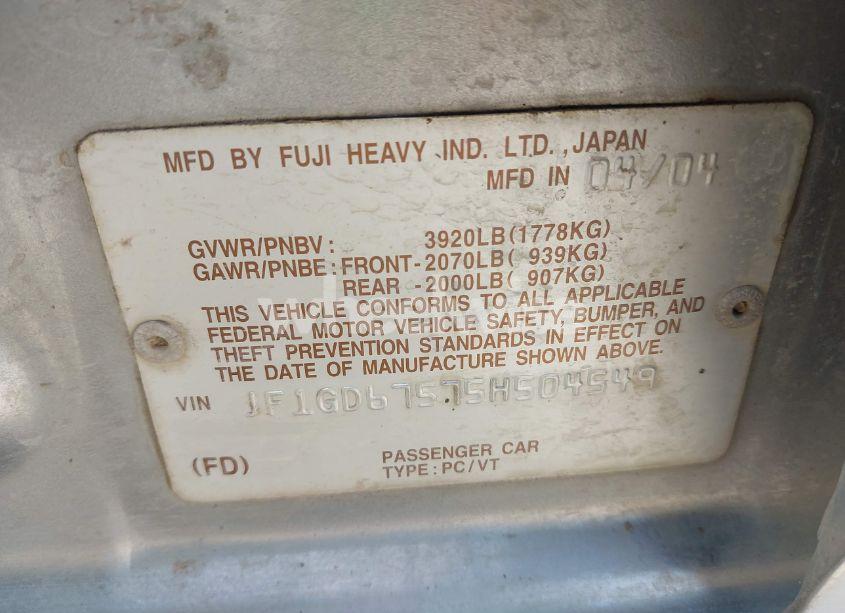 MFD BY FUJI HEAVY IND. LTD., JAPAN
MFD IN 04/04
GVWR/PNBV: 3920LB(1778KG)
GAWR/PNBE: FRONT-2070LB( 939KG)
REAR -2000LB( 907KG)
THIS VEHICLE CONFORMS TO ALL APPLICABLE
FEDERAL MOTOR VEHICLE SAFETY, BUMPER, AND
THEFT PREVENTION STANDARDS IN EFFECT ON
THE DATE OF MANUFACTURE SHOWN ABOVE.
VIN JF1GD67575H504549
(FD) PASSENGER CAR
TYPE: PC/VT